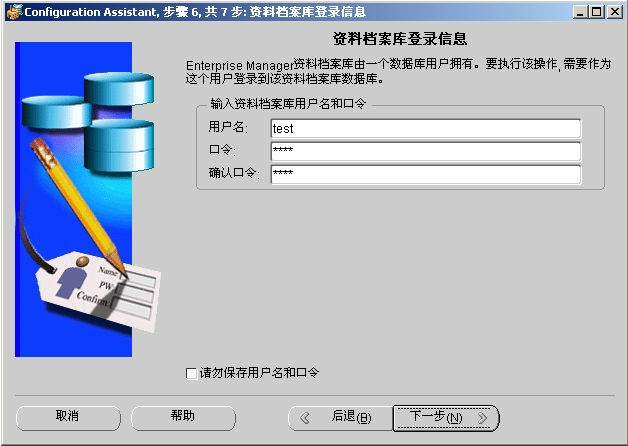 Configuration Assistant, 步骤 6, 共 7 步: 资料档案库登录信息
资料档案库登录信息
Enterprise Manager资料档案库由一个数据库用户拥有。要执行该操作, 需要作为
这个用户登录到该资料档案库数据库。
输入资料档案库用户名和口令
用户名:
test
口令:
****
确认口令:
****
Name
PW
Confirm
请勿保存用户名和口令
取消
帮助
后退(B)
下一步(N)